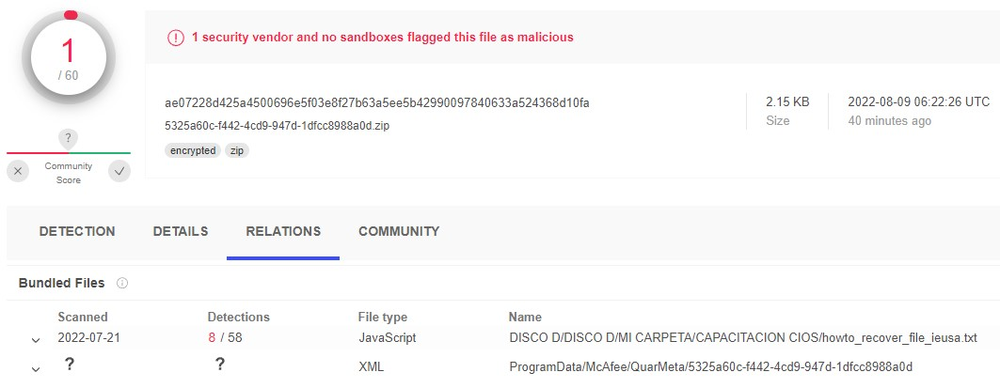 1
/ 60
1 security vendor and no sandboxes flagged this file as malicious
ae07228d425a4500696e5f03e8f27b63a5ee5b42990097840633a524368d10fa
5325a60c-f442-4cd9-947d-1dfcc8988a0d.zip
encrypted zip
2.15 KB
Size
2022-08-09 06:22:26 UTC
40 minutes ago
?
Community
Score
DETECTION DETAILS RELATIONS COMMUNITY
Bundled Files
Scanned Detections File type Name
2022-07-21 8 / 58 JavaScript DISCO D/DISCO D/MI CARPETA/CAPACITACION CIOS/howto_recover_file_ieusa.txt
? ? XML ProgramData/McAfee/QuarMeta/5325a60c-f442-4cd9-947d-1dfcc8988a0d